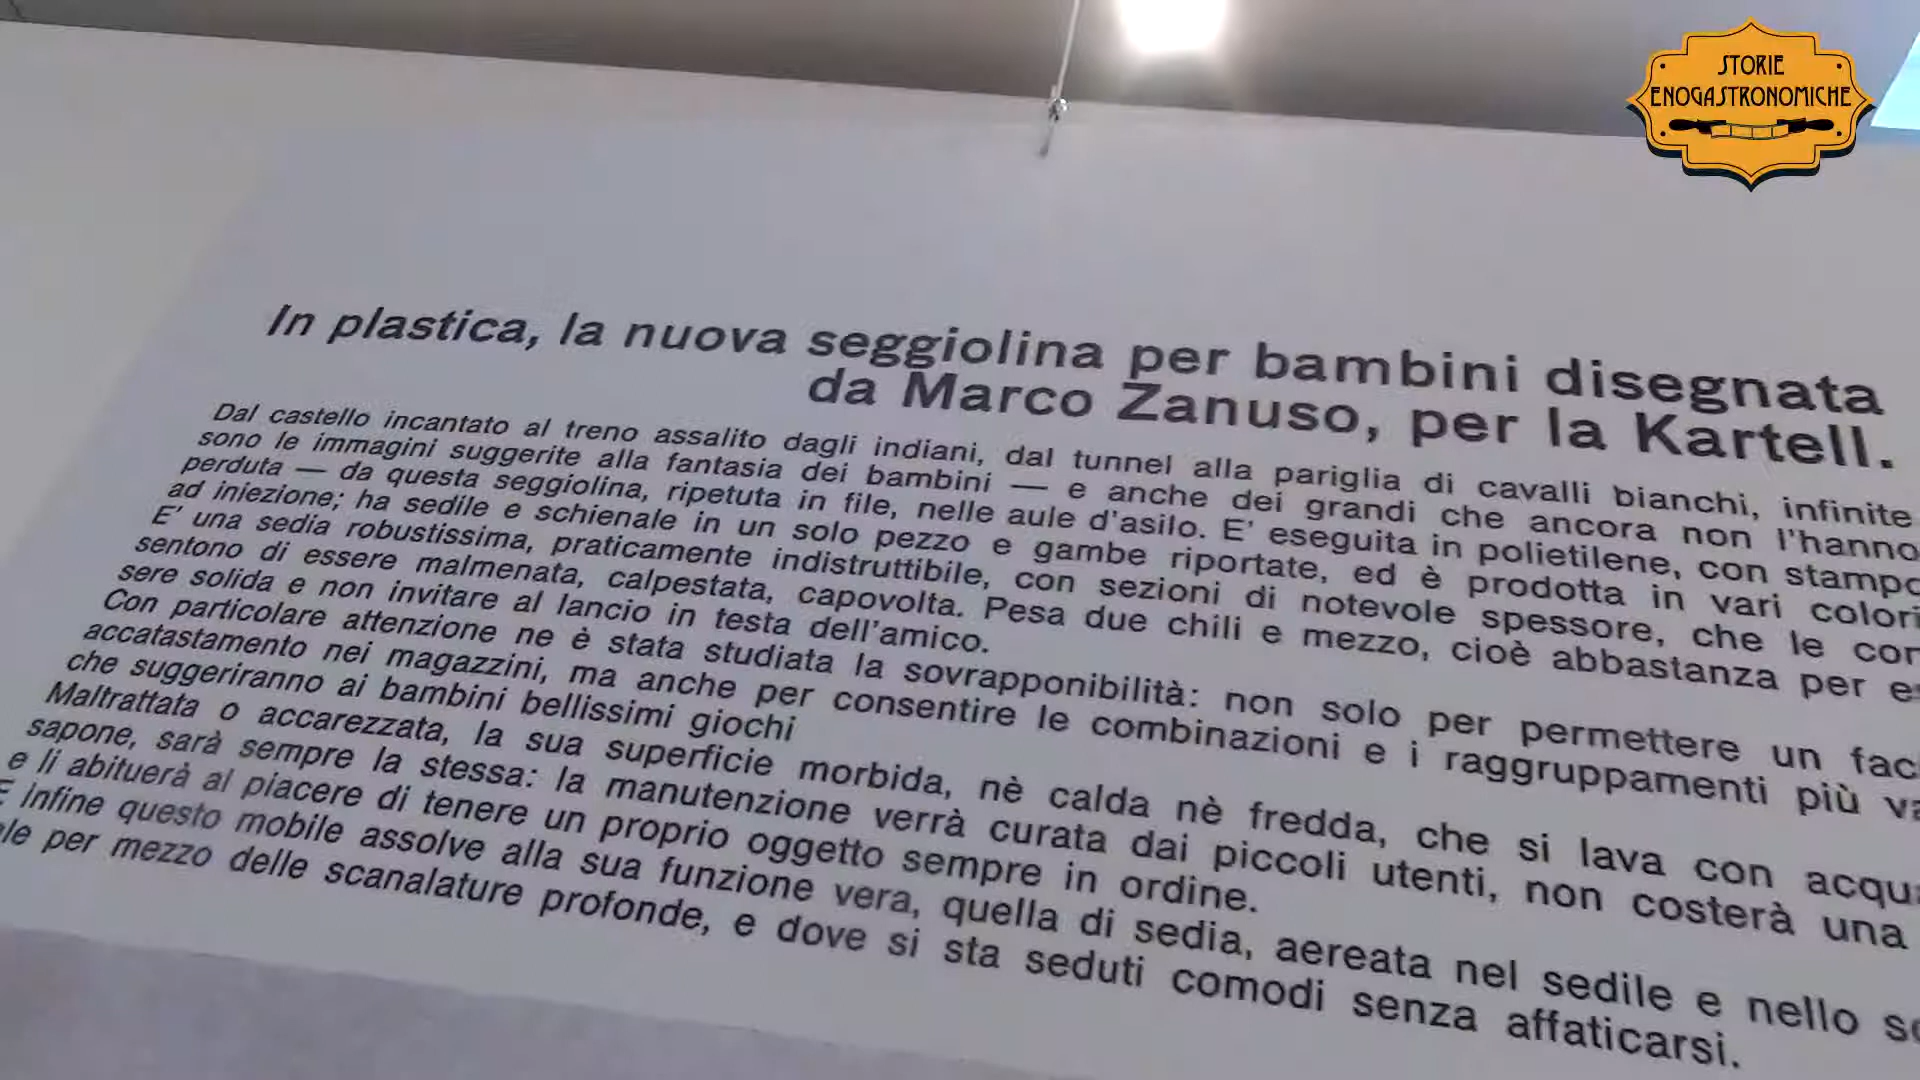 STORIE
ENOGASTRONOMICHE
In plastica, la nuova seggiolina per bambini disegnata
da Marco Zanuso, per la Kartell.
Dal castello incantato al treno assalito dagli indiani, dal tunnel alla pariglia di cavalli bianchi, infinite
sono le immagini suggerite alla fantasia dei bambini — e anche dei grandi che ancora non l'hanno
perduta — da questa seggiolina, ripetuta in file, nelle aule d'asilo. E' eseguita in polietilene, con stampo
ad iniezione; ha sedile e schienale in un solo pezzo e gambe riportate, ed è prodotta in vari colori
E' una sedia robustissima, praticamente indistruttibile, con sezioni di notevole spessore, che le con
sentono di essere malmenata, calpestata, capovolta. Pesa due chili e mezzo, cioè abbastanza per es
sere solida e non invitare al lancio in testa dell'amico.
Con particolare attenzione ne è stata studiata la sovrapponibilità: non solo per permettere un fac
accatastamento nei magazzini, ma anche per consentire le combinazioni e i raggruppamenti più va
che suggeriranno ai bambini bellissimi giochi
Maltrattata o accarezzata, la sua superficie morbida, nè calda nè fredda, che si lava con acqua
sapone, sarà sempre la stessa: la manutenzione verrà curata dai piccoli utenti, non costerà una
e li abituerà al piacere di tenere un proprio oggetto sempre in ordine.
E infine questo mobile assolve alla sua funzione vera, quella di sedia, aereata nel sedile e nello sc
ale per mezzo delle scanalature profonde, e dove si sta seduti comodi senza affaticarsi.